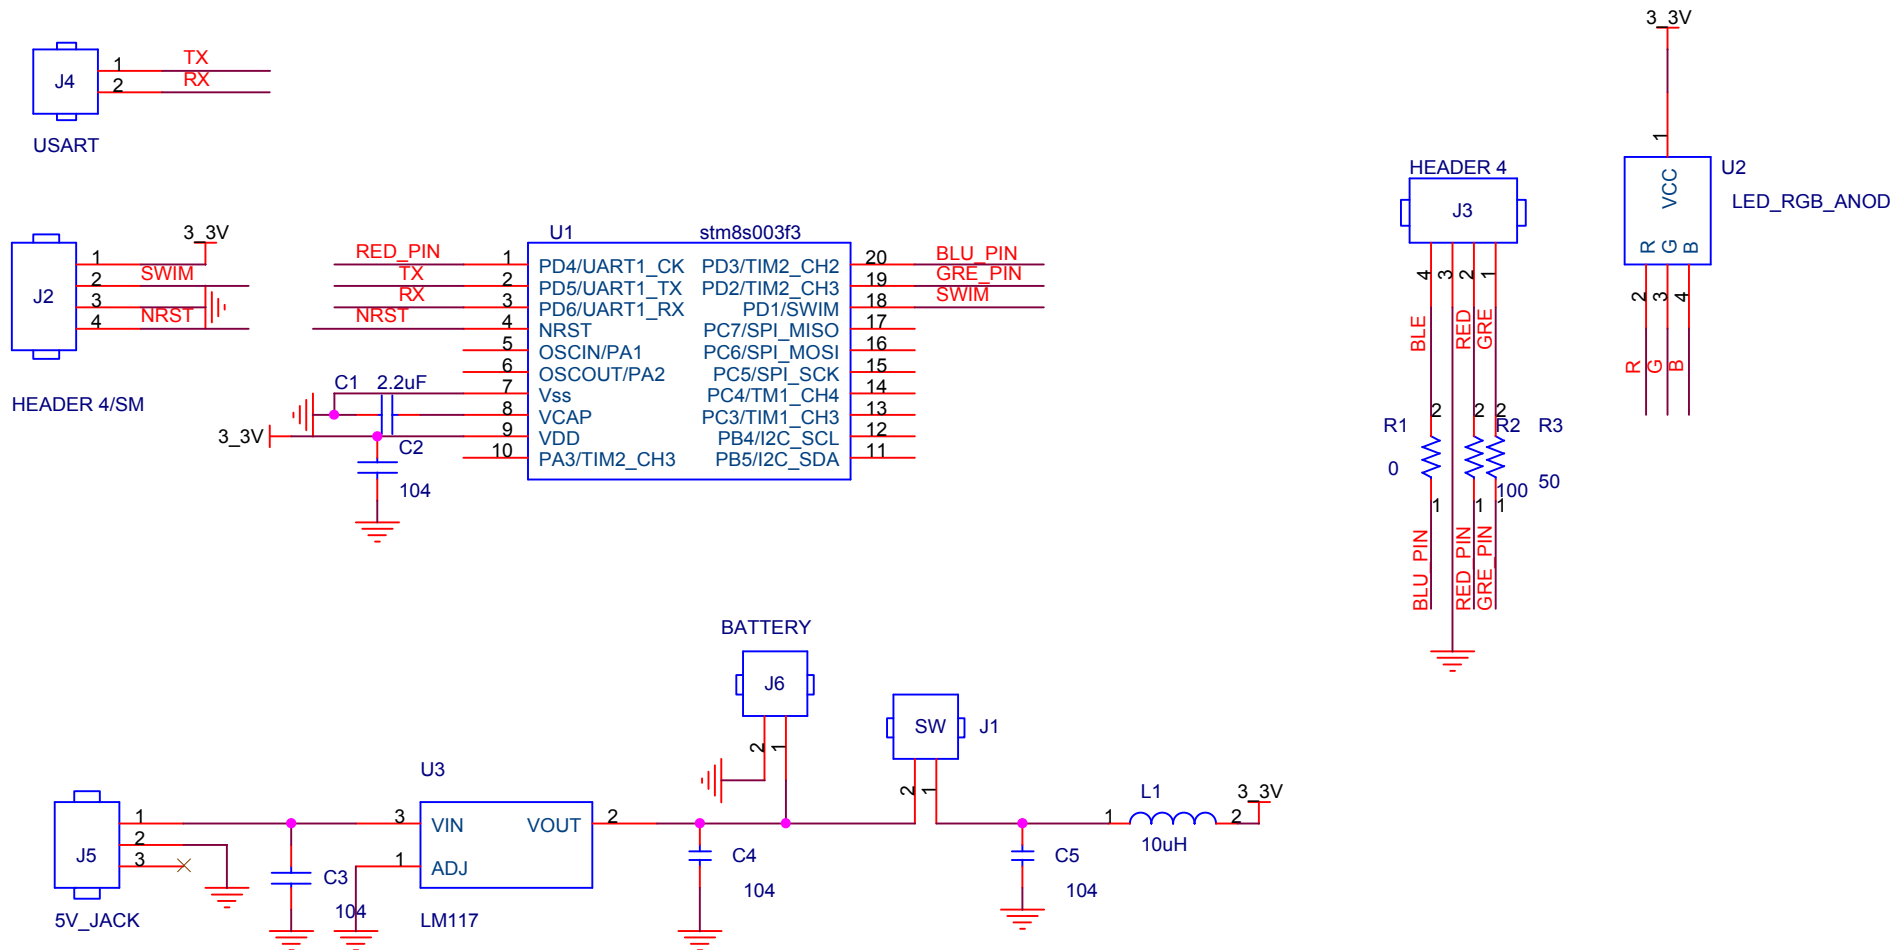 J4
1 TX
2 RX
USART
J2
1 3_3V
2 SWIM
3
4 NRST
HEADER 4/SM
U1 stm8s003f3
RED_PIN 1 PD4/UART1_CK PD3/TIM2_CH2 20 BLU_PIN
TX 2 PD5/UART1_TX PD2/TIM2_CH3 19 GRE_PIN
RX 3 PD6/UART1_RX PD1/SWIM 18 SWIM
NRST 4 NRST PC7/SPI_MISO 17
5 OSCIN/PA1 PC6/SPI_MOSI 16
6 OSCOUT/PA2 PC5/SPI_SCK 15
7 Vss PC4/TM1_CH4 14
8 VCAP PC3/TIM1_CH3 13
9 VDD PB4/I2C_SCL 12
10 PA3/TIM2_CH3 PB5/I2C_SDA 11
C1 2.2uF
3_3V
C2
104
HEADER 4
J3
4 3 2 1
BLE RED GRE
2 2 2
R1 R2 R3
0 100 50
1 1 1
BLU_PIN RED_PIN GRE_PIN
3_3V
1
U2
VCC
LED_RGB_ANOD
R G B
2 3 4
R G B
BATTERY
J6
2 1
SW J1
2 1
U3
J5
1
2
3
5V_JACK
C3
104
3 VIN VOUT 2
1 ADJ
LM117
C4
104
C5
104
L1
1 2
10uH
3_3V